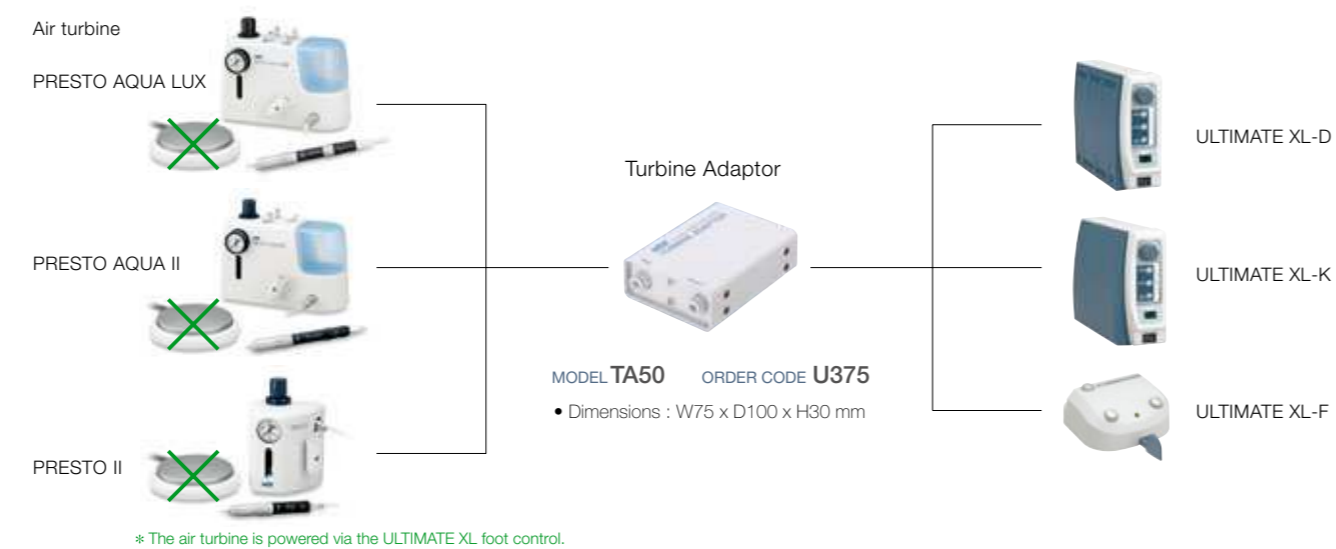 Air turbine
PRESTO AQUA LUX
PRESTO AQUA II
PRESTO II
* The air turbine is powered via the ULTIMATE XL foot control.
Turbine Adaptor
MODEL TA50 ORDER CODE U375
• Dimensions : W75 x D100 x H30 mm
ULTIMATE XL-D
ULTIMATE XL-K
ULTIMATE XL-F